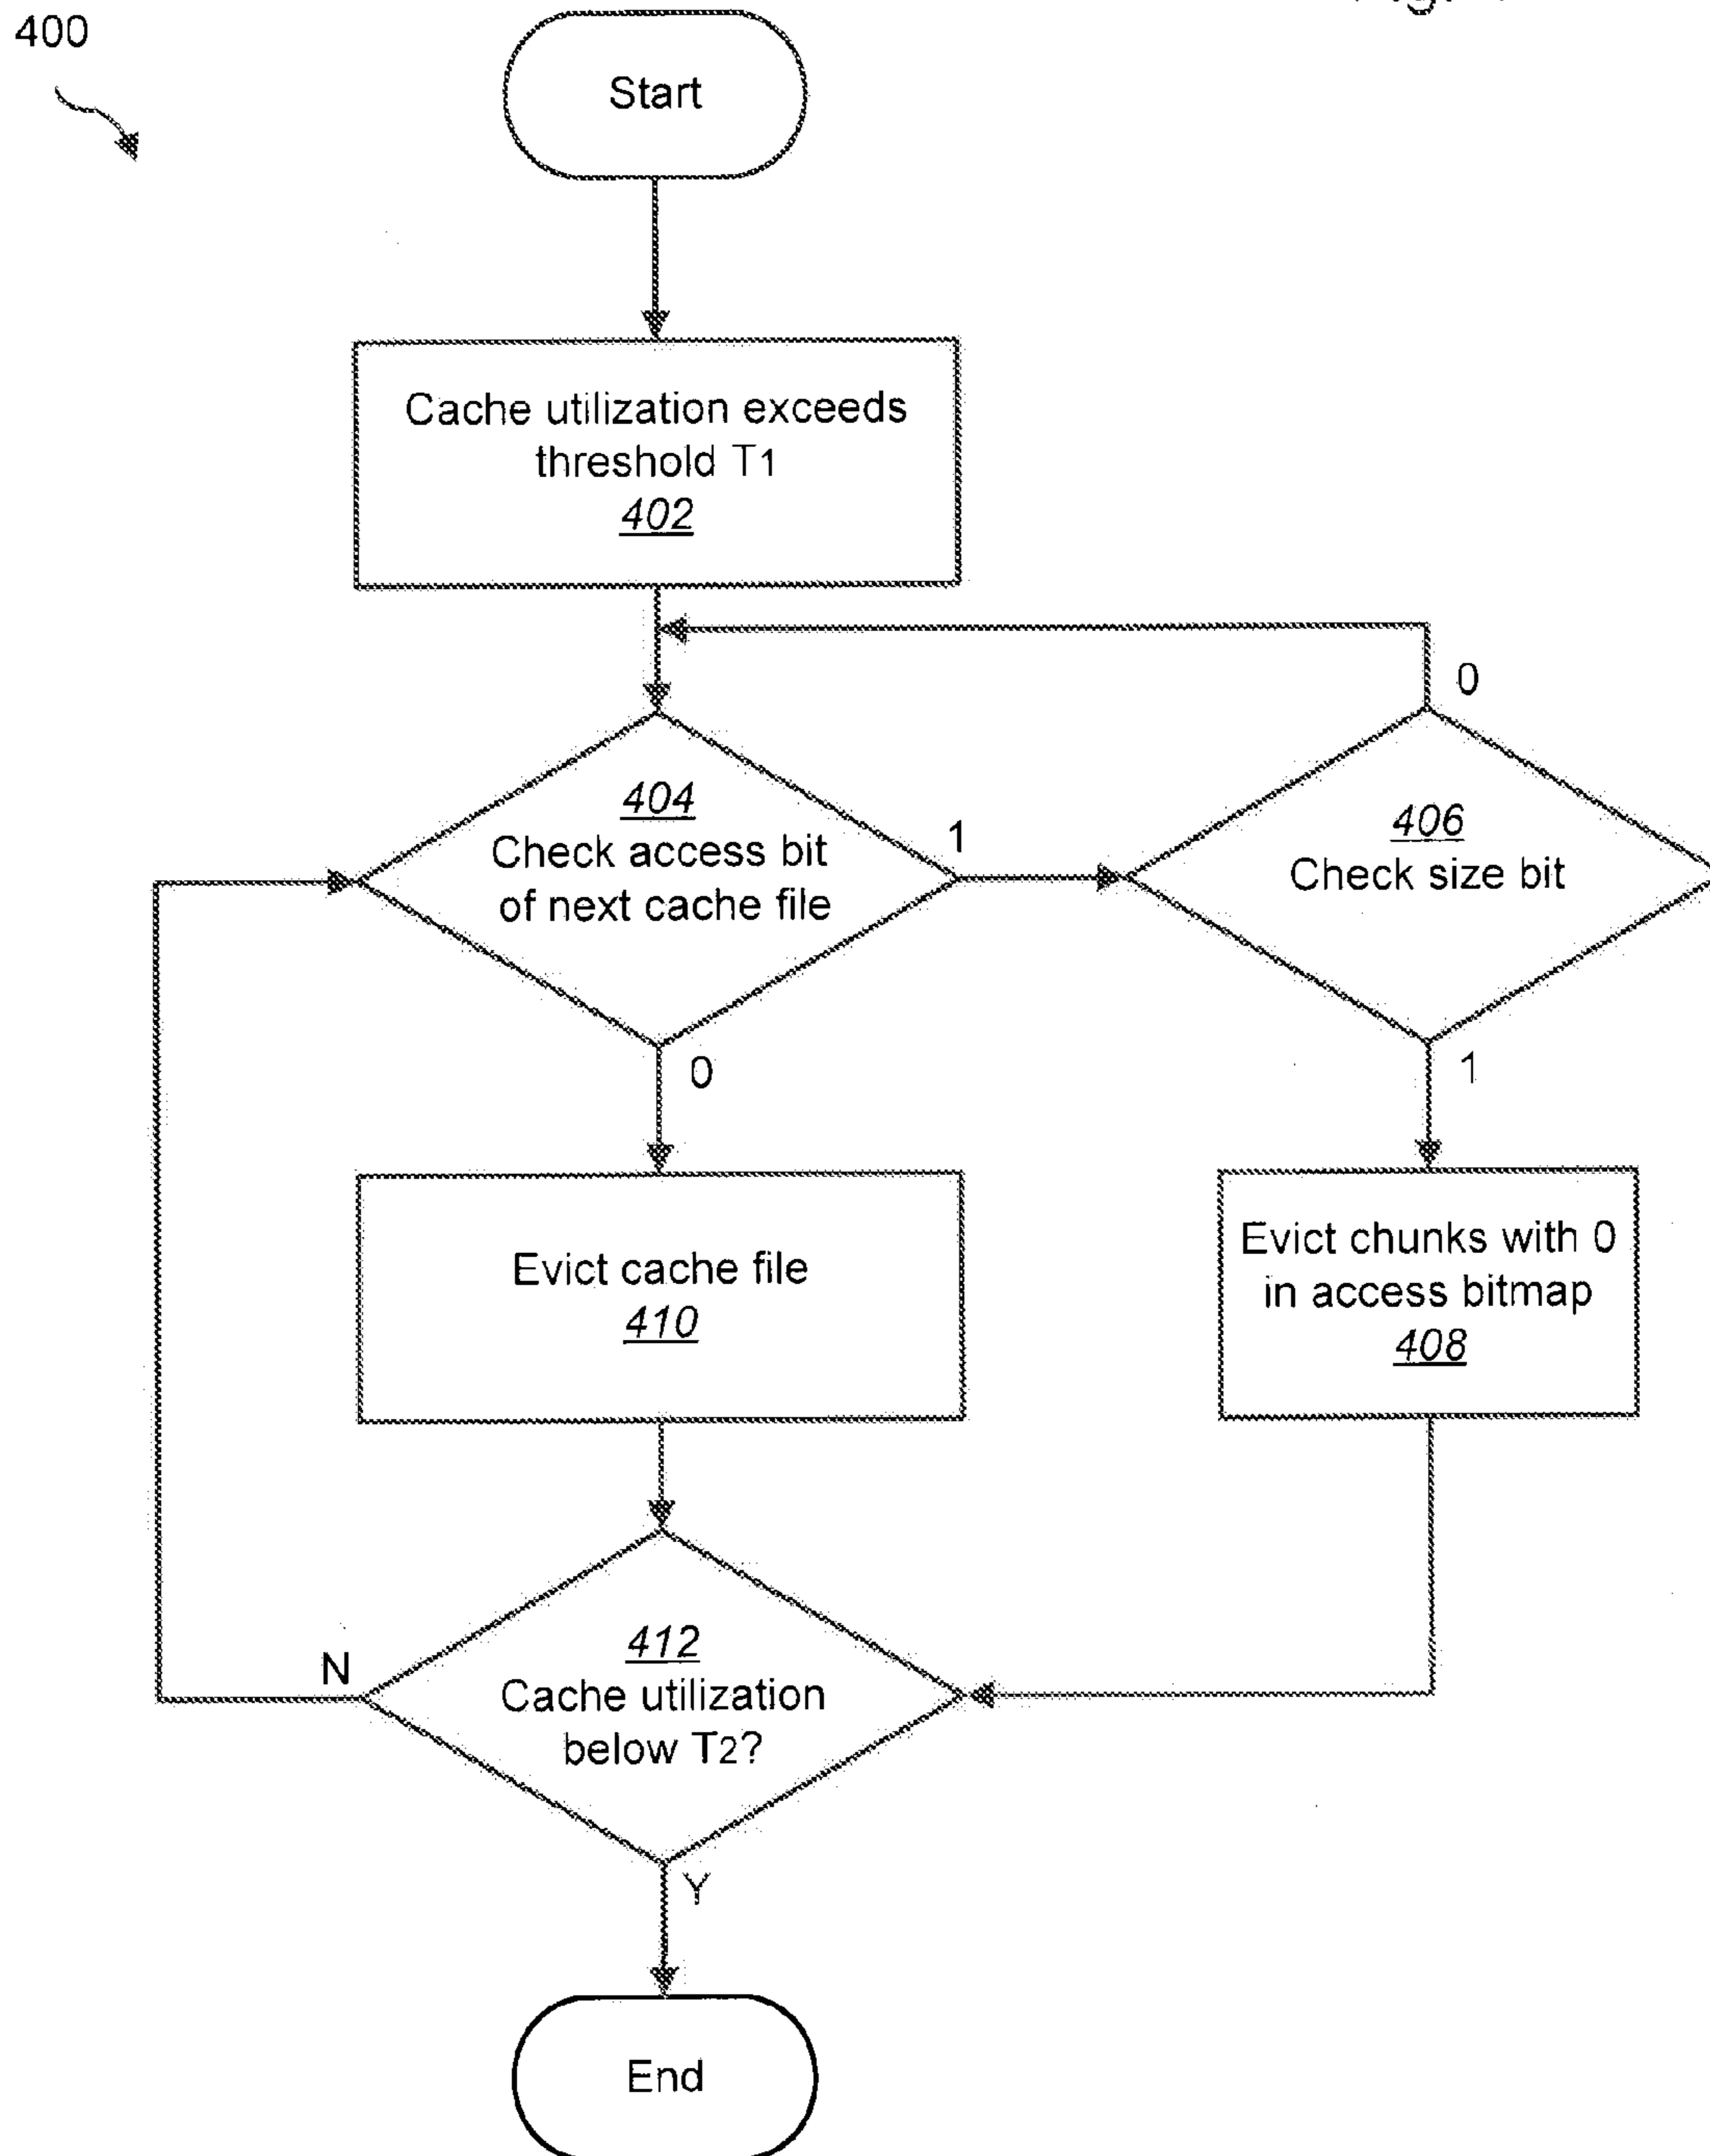 400
Start
Cache utilization exceeds
threshold T1
402
0
404
Check access bit
of next cache file
1
406
Check size bit
0
1
Evict cache file
410
Evict chunks with 0
in access bitmap
408
N
412
Cache utilization
below T2?
Y
End